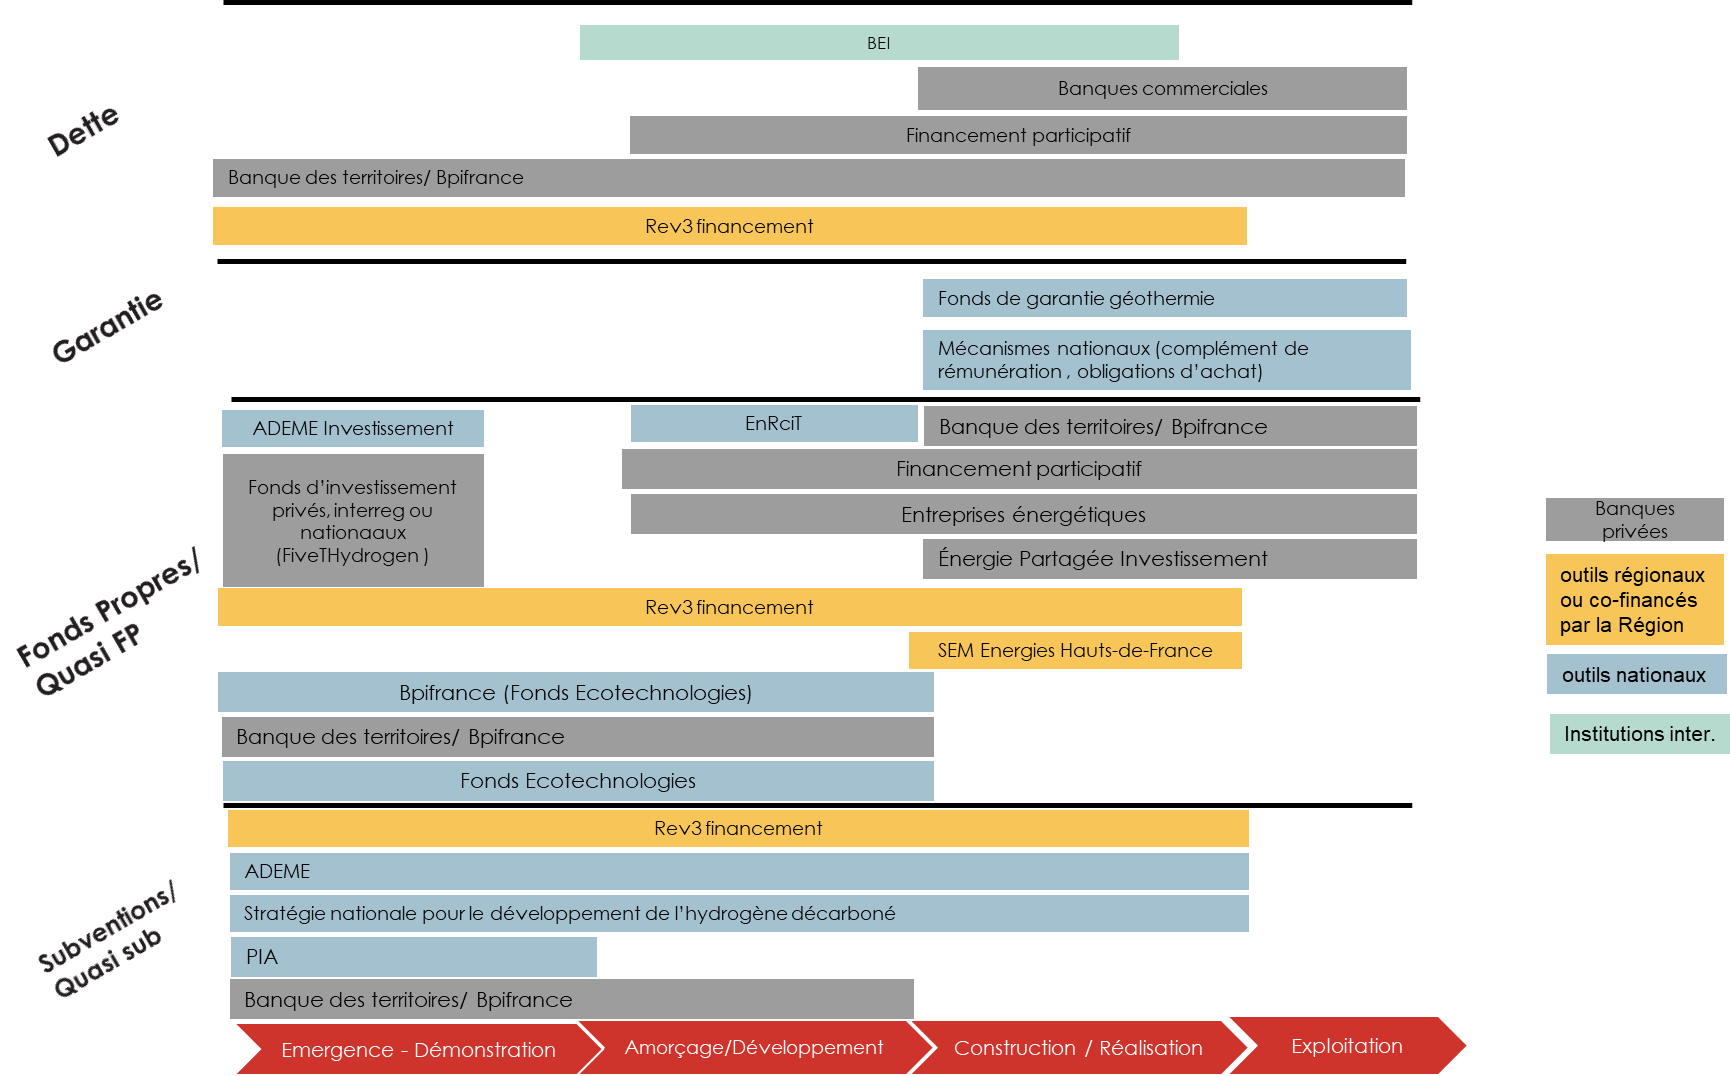 BEI
Banques commerciales
Dette
Financement participatif
Banque des territoires/ Bpifrance
Rev3 financement
Garantie
Fonds de garantie géothermie
Mécanismes nationaux (complément de
rémunération , obligations d’achat)
ADEME Investissement
EnRciT
Banque des territoires/ Bpifrance
Financement participatif
Fonds d’investissement
privés, interreg ou
nationaaux
(FiveTHydrogen )
Entreprises énergétiques
Énergie Partagée Investissement
Fonds Propres/
Quasi FP
Rev3 financement
SEM Energies Hauts-de-France
Bpifrance (Fonds Ecotechnologies)
Banque des territoires/ Bpifrance
Fonds Ecotechnologies
Banques
privées
outils régionaux
ou co-financés
par la Région
outils nationaux
Institutions inter.
Subventions/
Quasi sub
Rev3 financement
ADEME
Stratégie nationale pour le développement de l’hydrogène décarboné
PIA
Banque des territoires/ Bpifrance
Emergence - Démonstration
Amorçage/Développement
Construction / Réalisation
Exploitation